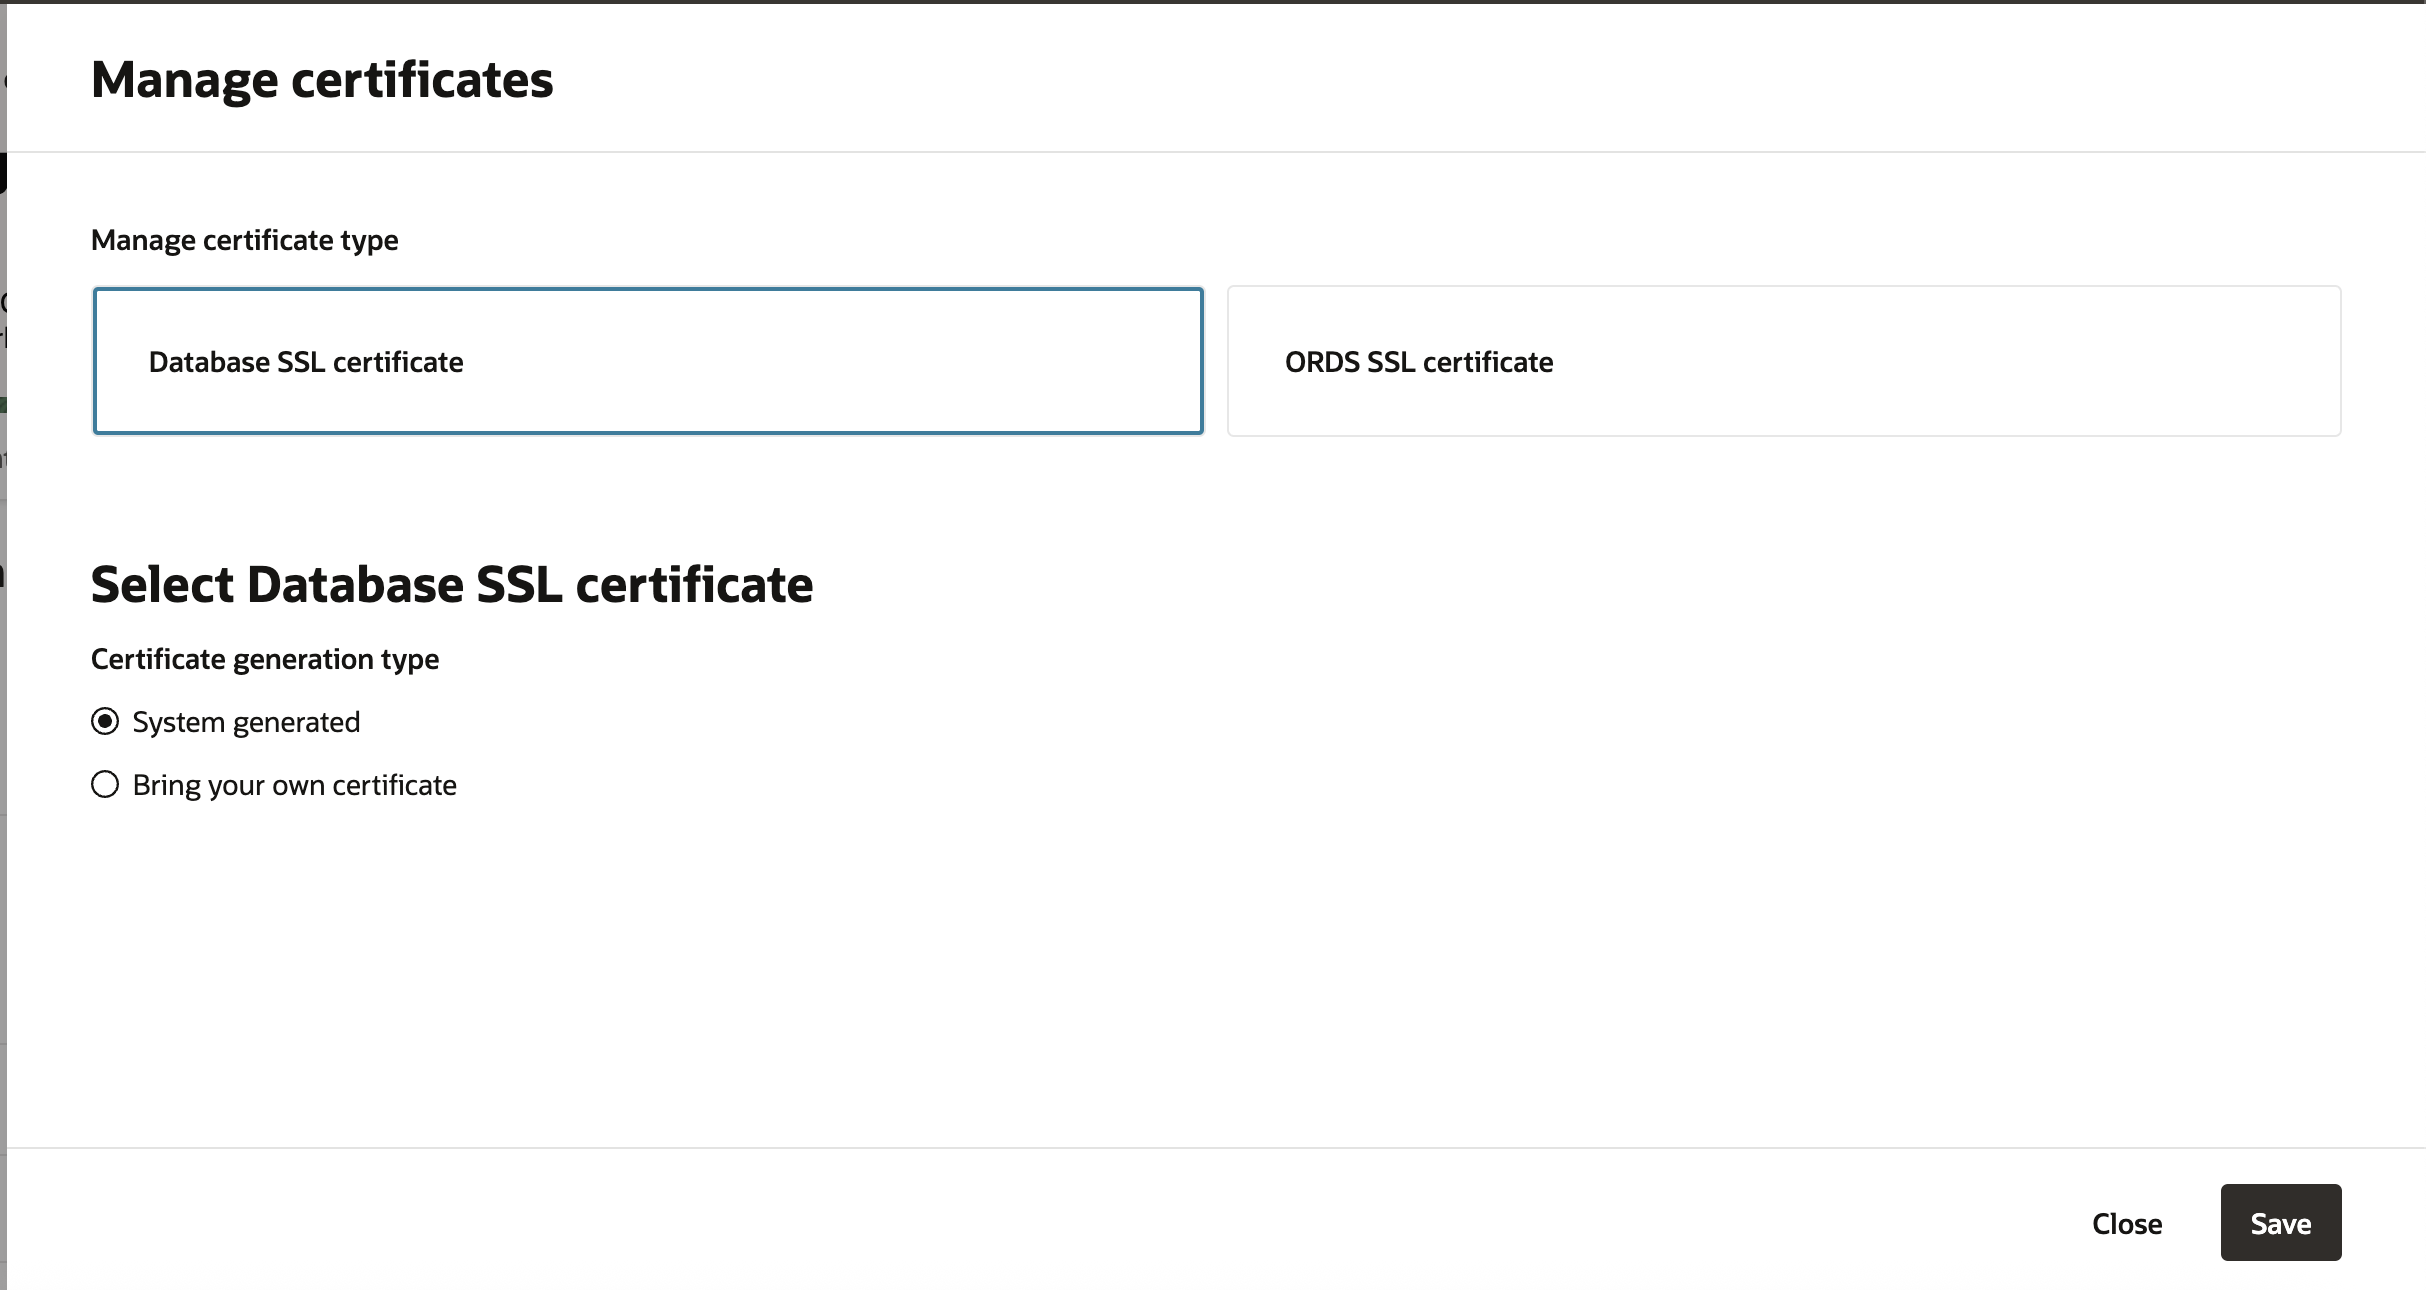 Manage certificates
Manage certificate type
Database SSL certificate
ORDS SSL certificate
Select Database SSL certificate
Certificate generation type
System generated
Bring your own certificate
Close
Save